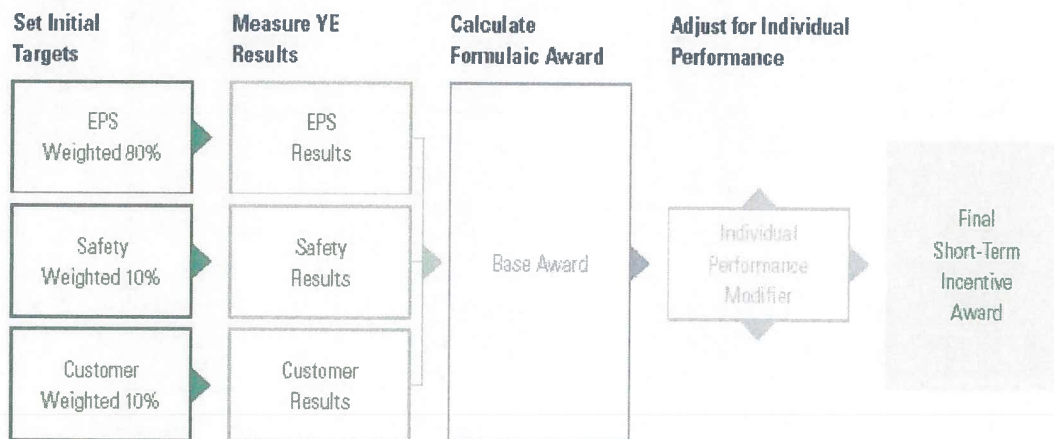 Set Initial
Targets
Measure YE
Results
Calculate
Formulaic Award
Adjust for Individual
Performance
EPS
Weighted 80%
EPS
Results
Safety
Weighted 10%
Safety
Results
Customer
Weighted 10%
Customer
Results
Base Award
Individual
Performance
Modifier
Final
Short-Term
Incentive
Award